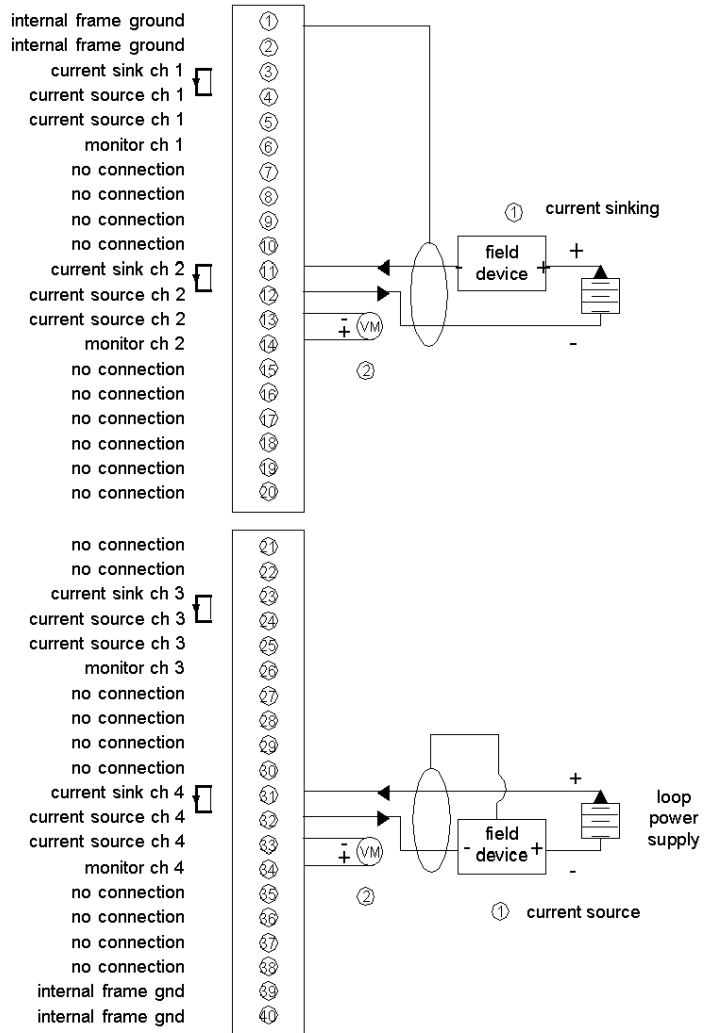 internal frame ground 1
internal frame ground 2
current sink ch 1 3
current source ch 1 4
current source ch 1 5
monitor ch 1 6
no connection 7
no connection 8
no connection 9
no connection 10
current sink ch 2 11
current source ch 2 12
current source ch 2 13
monitor ch 2 14
no connection 15
no connection 16
no connection 17
no connection 18
no connection 19
no connection 20
1 current sinking
field
device
- +
+
-
- + VM
2
no connection 21
no connection 22
current sink ch 3 23
current source ch 3 24
current source ch 3 25
monitor ch 3 26
no connection 27
no connection 28
no connection 29
no connection 30
current sink ch 4 31
current source ch 4 32
current source ch 4 33
monitor ch 4 34
no connection 35
no connection 36
no connection 37
no connection 38
internal frame gnd 39
internal frame gnd 40
+
loop
power
supply
field
- device +
-
- + VM
2
1 current source